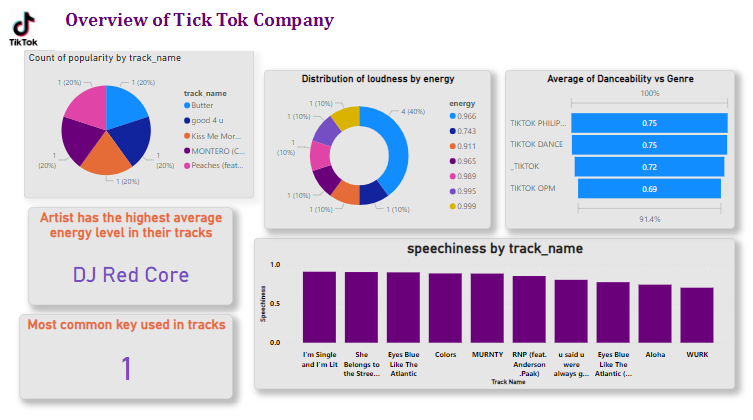 TikTok
Overview of Tick Tok Company
Count of popularity by track_name
1 (20%)
1 (20%)
1
(20%)
1
(20%)
1 (20%)
track_name
Butter
good 4 u
Kiss Me Mor...
MONTERO (C...
Peaches (feat...
Distribution of loudness by energy
1 (10%)
1 (10%)
1
(10%)
1 (10%)
1 (10%)
1 (10%)
4 (40%)
energy
0.966
0.743
0.911
0.965
0.989
0.995
0.999
Average of Danceability vs Genre
100%
TIKTOK PHILIP...
0.75
TIKTOK DANCE
0.75
_TIKTOK
0.72
TIKTOK OPM
0.69
91.4%
Artist has the highest average
energy level in their tracks
DJ Red Core
Most common key used in tracks
1
speechiness by track_name
Speechiness
1.0
0.5
0.0
I'm Single
and I'm Lit
She
Belongs to
the Stree...
Eyes Blue
Like The
Atlantic
Colors
MURNTY
RNP (feat.
Anderson
.Paak)
u said u
were
always g...
Eyes Blue
Like The
Atlantic (...
Aloha
WURK
Track Name